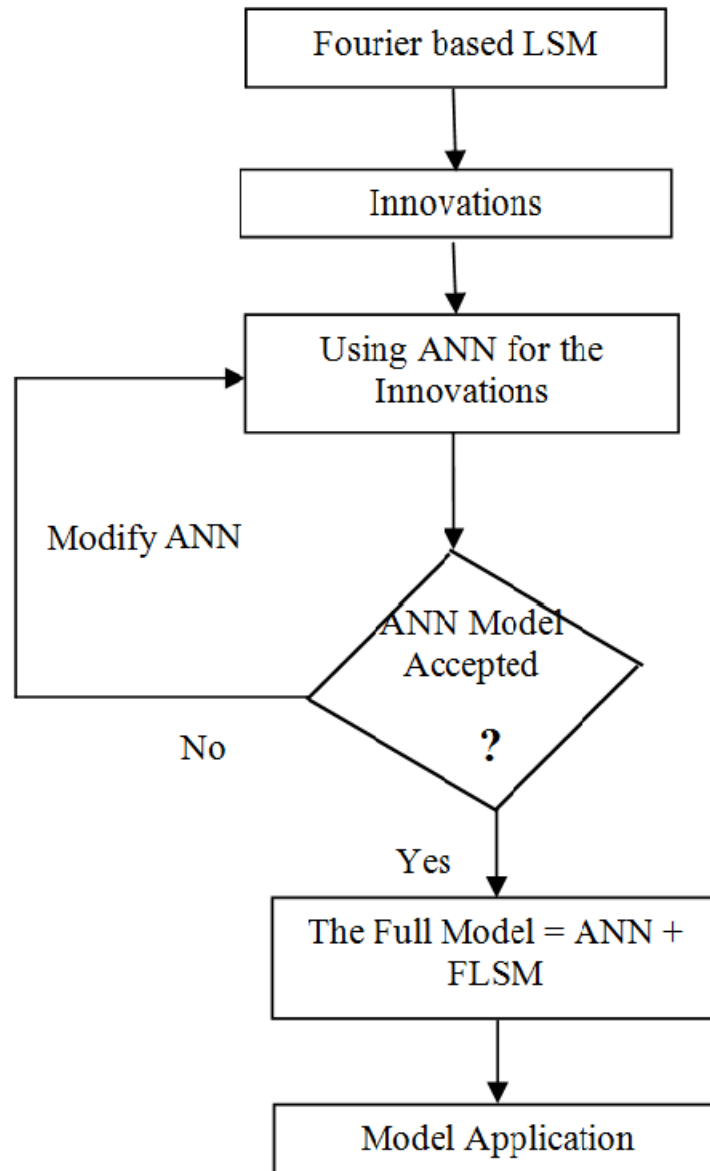 Fourier based LSM
Innovations
Using ANN for the
Innovations
Modify ANN
ANN Model
Accepted
?
No
Yes
The Full Model = ANN +
FLSM
Model Application